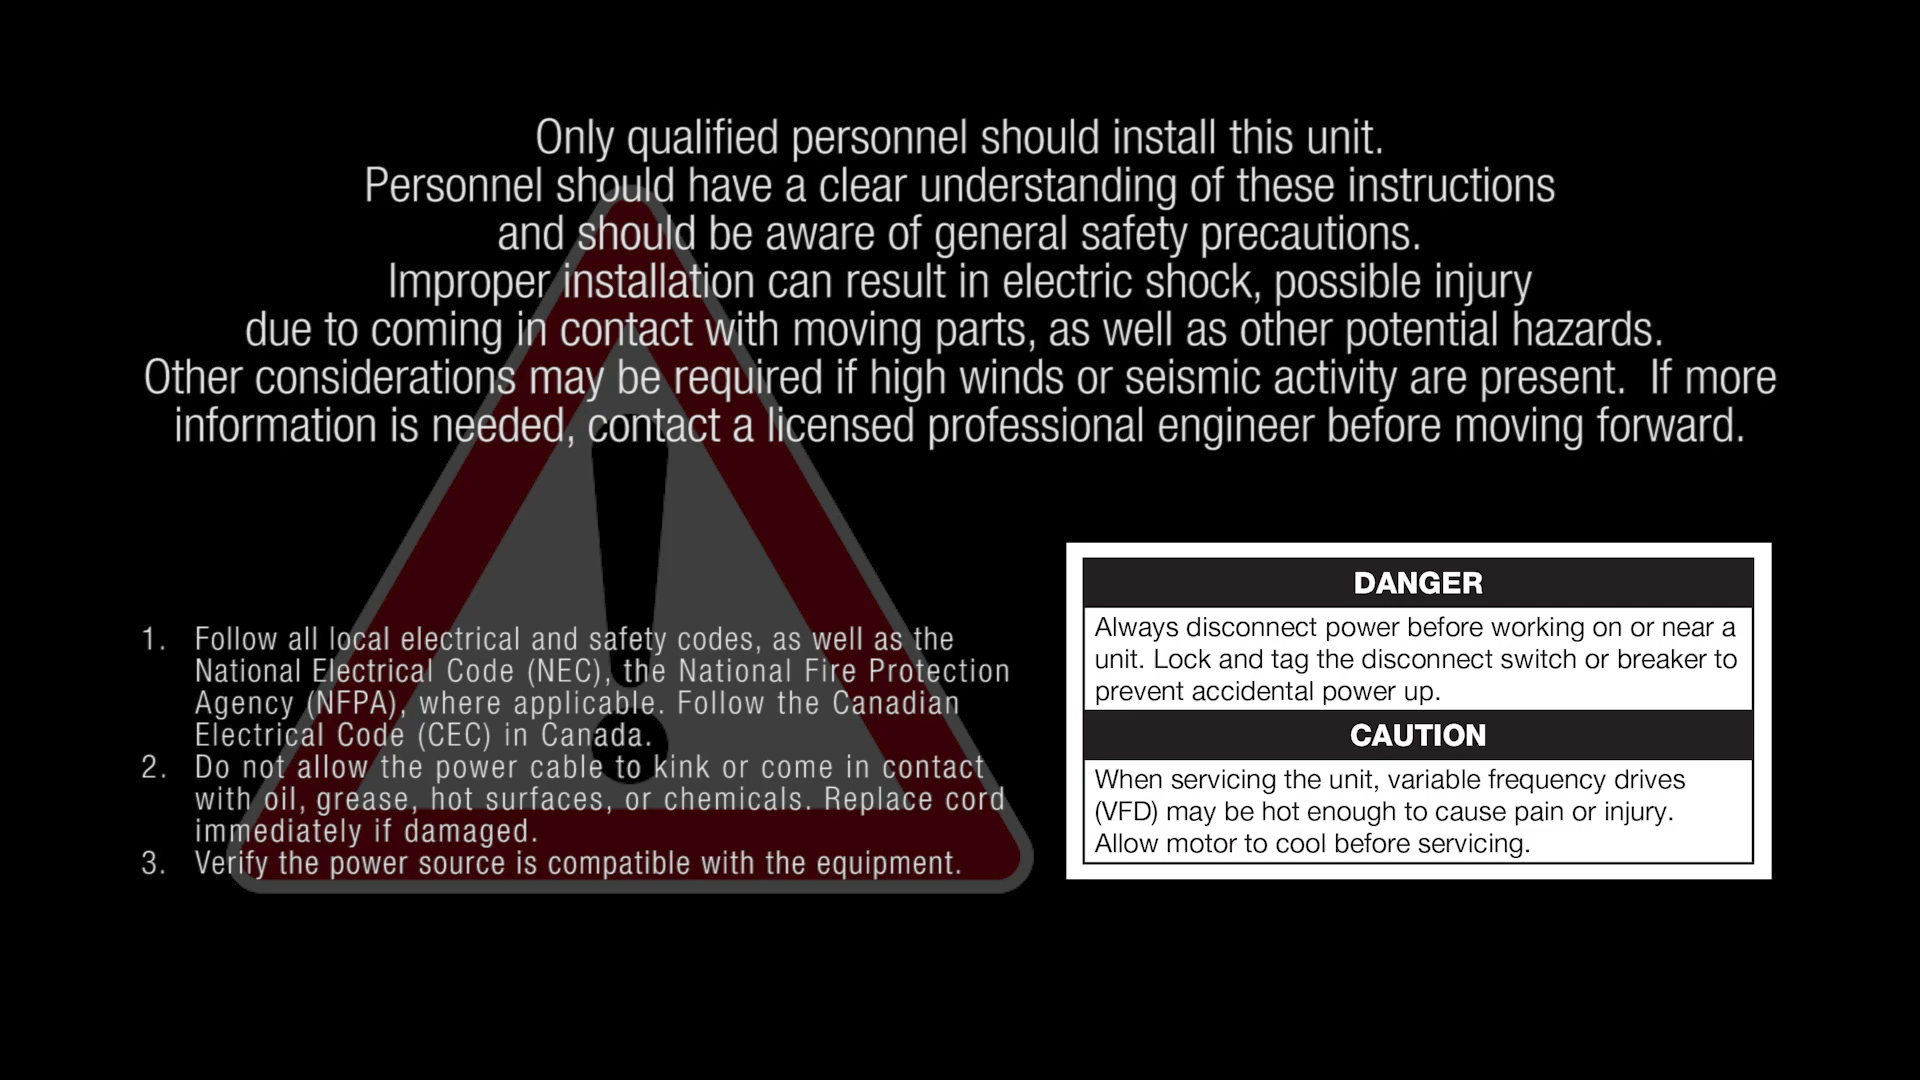 Only qualified personnel should install this unit.
Personnel should have a clear understanding of these instructions
and should be aware of general safety precautions.
Improper installation can result in electric shock, possible injury
due to coming in contact with moving parts, as well as other potential hazards.
Other considerations may be required if high winds or seismic activity are present.  If more
information is needed, contact a licensed professional engineer before moving forward.
1. Follow all local electrical and safety codes, as well as the
National Electrical Code (NEC), the National Fire Protection
Agency (NFPA), where applicable. Follow the Canadian
Electrical Code (CEC) in Canada.
2. Do not allow the power cable to kink or come in contact
with oil, grease, hot surfaces, or chemicals. Replace cord
immediately if damaged.
3. Verify the power source is compatible with the equipment.
DANGER
Always disconnect power before working on or near a
unit. Lock and tag the disconnect switch or breaker to
prevent accidental power up.
CAUTION
When servicing the unit, variable frequency drives
(VFD) may be hot enough to cause pain or injury.
Allow motor to cool before servicing.